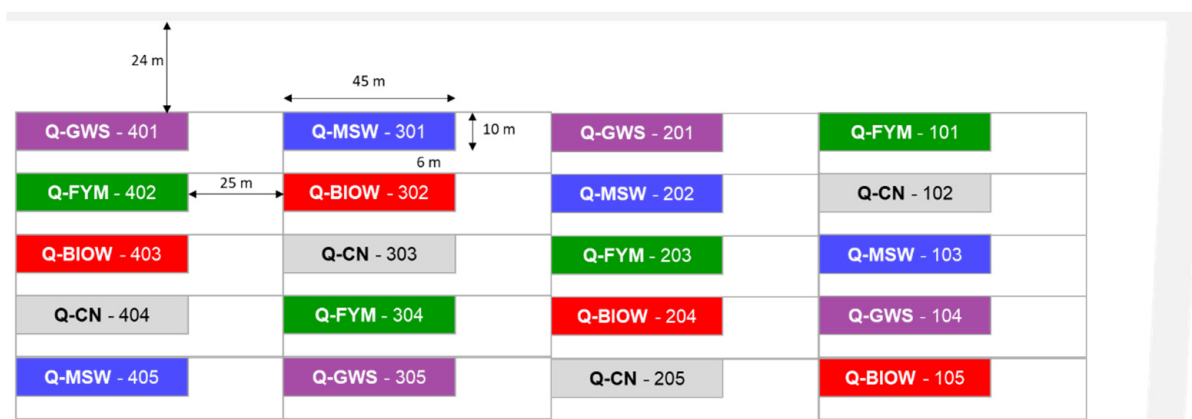 24 m
45 m
Q-GWS - 401
Q-MSW - 301
10 m
Q-GWS - 201
Q-FYM - 101
6 m
Q-FYM - 402
25 m
Q-BIOW - 302
Q-MSW - 202
Q-CN - 102
Q-BIOW - 403
Q-CN - 303
Q-FYM - 203
Q-MSW - 103
Q-CN - 404
Q-FYM - 304
Q-BIOW - 204
Q-GWS - 104
Q-MSW - 405
Q-GWS - 305
Q-CN - 205
Q-BIOW - 105